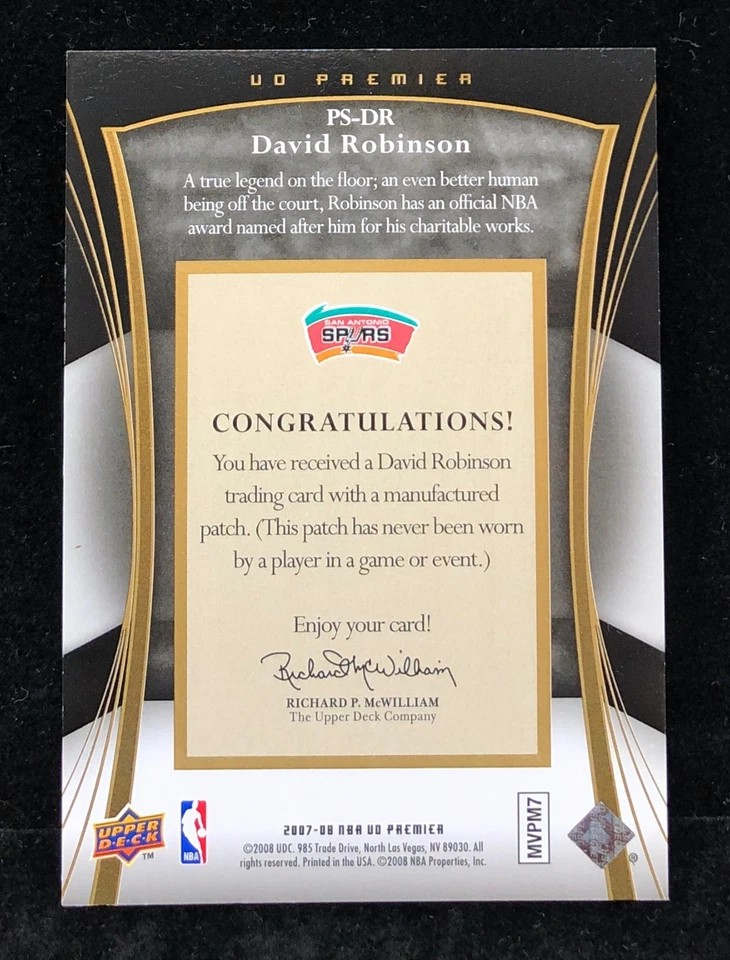 UD PREMIER
PS-DR
David Robinson
A true legend on the floor; an even better human
being off the court, Robinson has an official NBA
award named after him for his charitable works.
SAN ANTONIO
SPURS
CONGRATULATIONS!
You have received a David Robinson
trading card with a manufactured
patch. (This patch has never been worn
by a player in a game or event.)
Enjoy your card!
Richard P. McWilliam
RICHARD P. McWILLIAM
The Upper Deck Company
UPPER
D·E·C·K
TM
NBA
2007-08 NBA UD PREMIER
©2008 UDC. 985 Trade Drive, North Las Vegas, NV 89030. All
rights reserved. Printed in the USA. ©2008 NBA Properties, Inc.
MVPM7
®